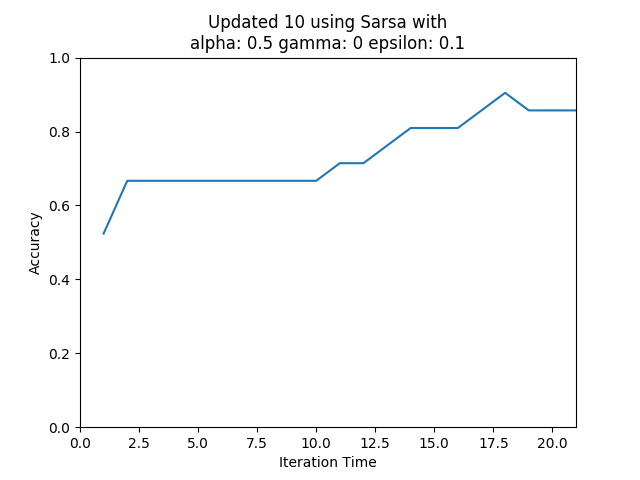 Updated 10 using Sarsa with
alpha: 0.5 gamma: 0 epsilon: 0.1
1.0
0.8
0.6
0.4
0.2
0.0
Accuracy
0.0 2.5 5.0 7.5 10.0 12.5 15.0 17.5 20.0
Iteration Time